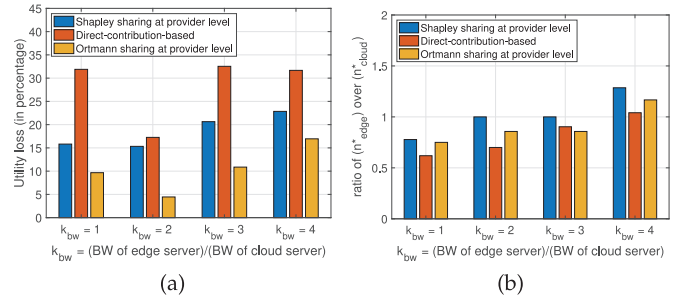 45
40
35
30
25
20
15
10
5
0
Utility loss (in percentage)
Shapley sharing at provider level
Direct-contribution-based
Ortmann sharing at provider level
k_bw = 1
k_bw = 2
k_bw = 3
k_bw = 4
k_bw = (BW of edge server)/(BW of cloud server)
(a)
2
1.5
1
0.5
0
ratio of (n*_edge) over (n*_cloud)
Shapley sharing at provider level
Direct-contribution-based
Ortmann sharing at provider level
k_bw = 1
k_bw = 2
k_bw = 3
k_bw = 4
k_bw = (BW of edge server)/(BW of cloud server)
(b)